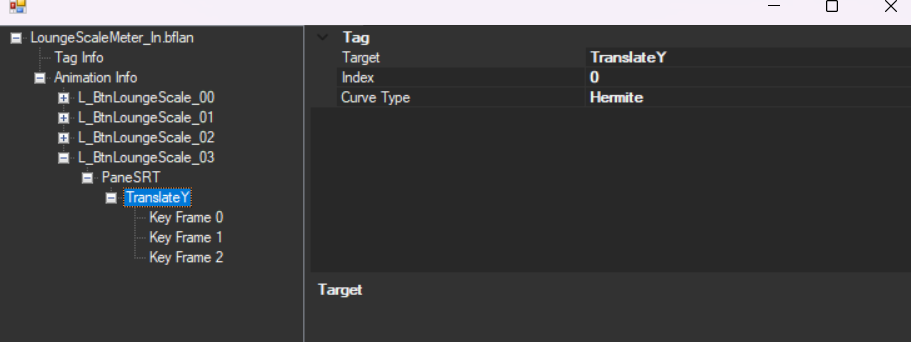 LoungeScaleMeter_In.bflan
Tag Info
Animation Info
L_BtnLoungeScale_00
L_BtnLoungeScale_01
L_BtnLoungeScale_02
L_BtnLoungeScale_03
PaneSRT
TranslateY
Key Frame 0
Key Frame 1
Key Frame 2
Tag
Target TranslateY
Index 0
Curve Type Hermite
Target